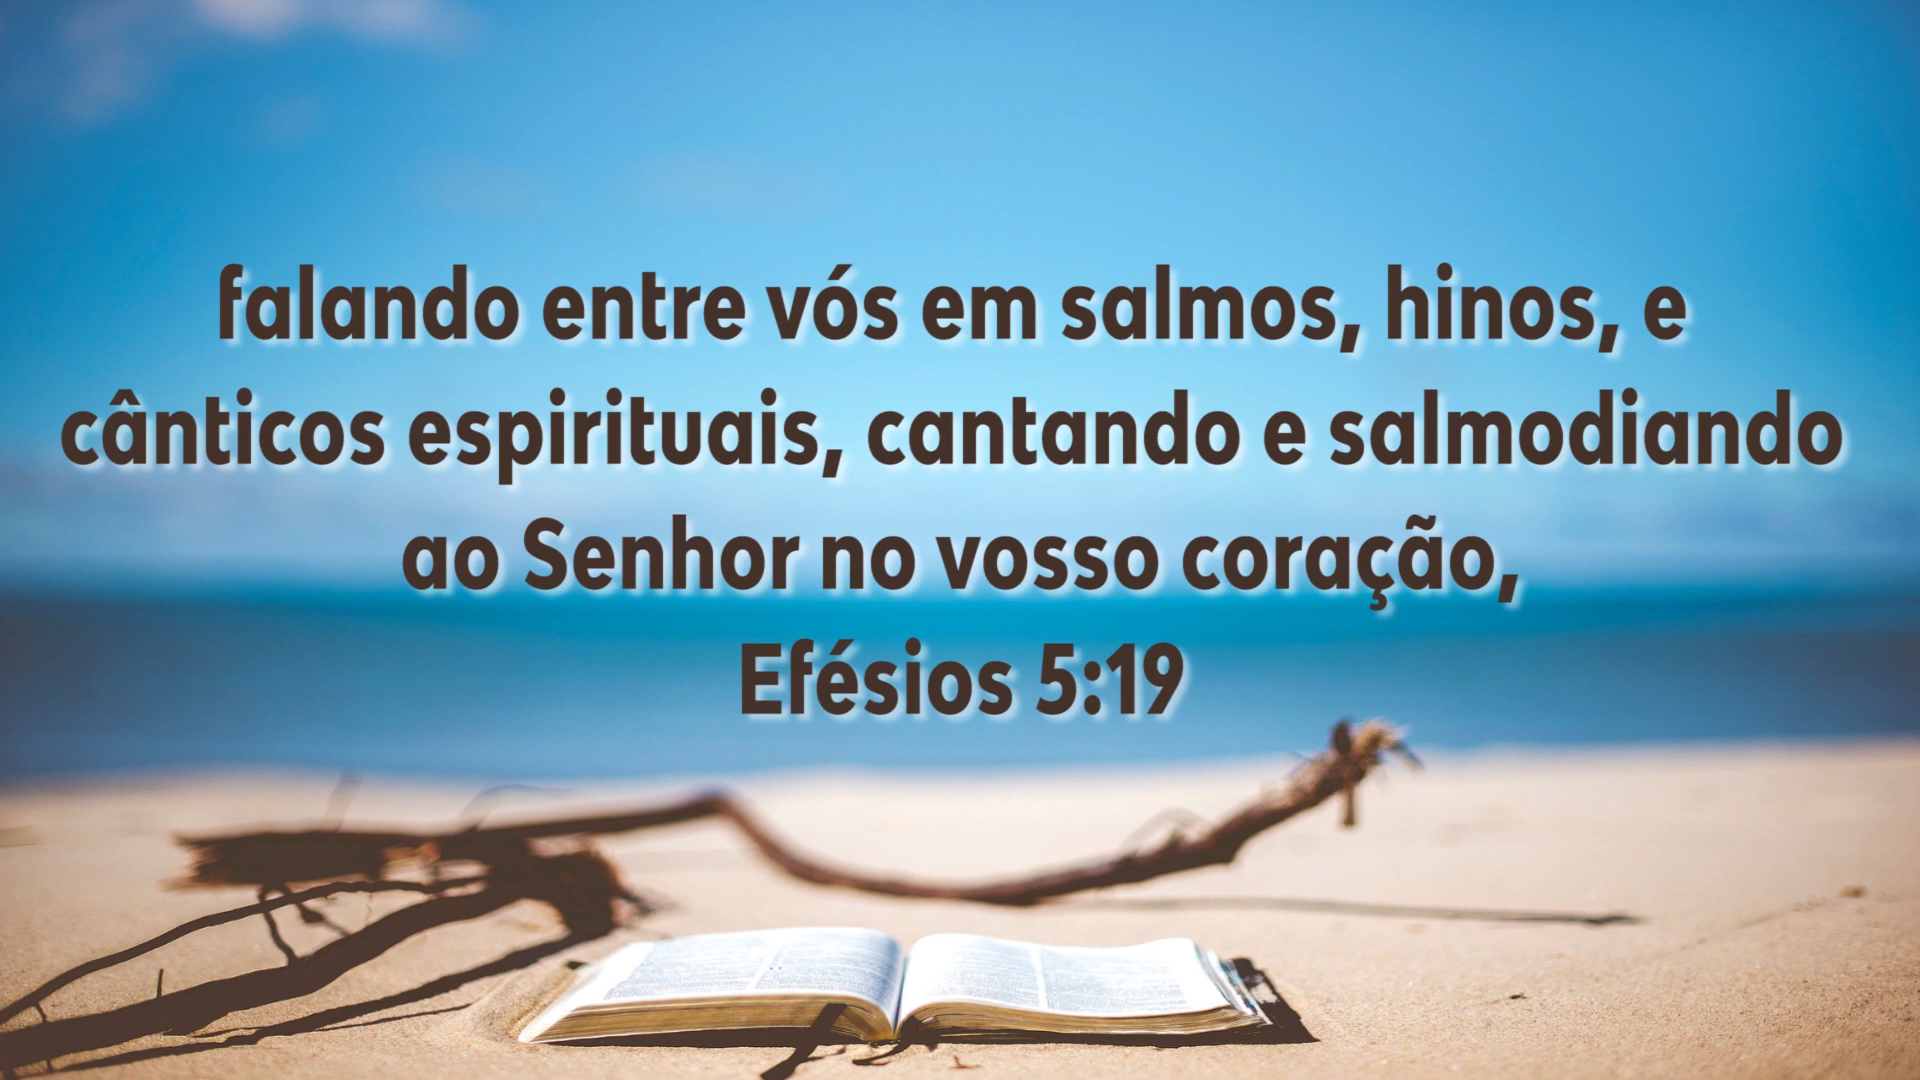 falando entre vós em salmos, hinos, e
cânticos espirituais, cantando e salmodiando
ao Senhor no vosso coração,
Efésios 5:19